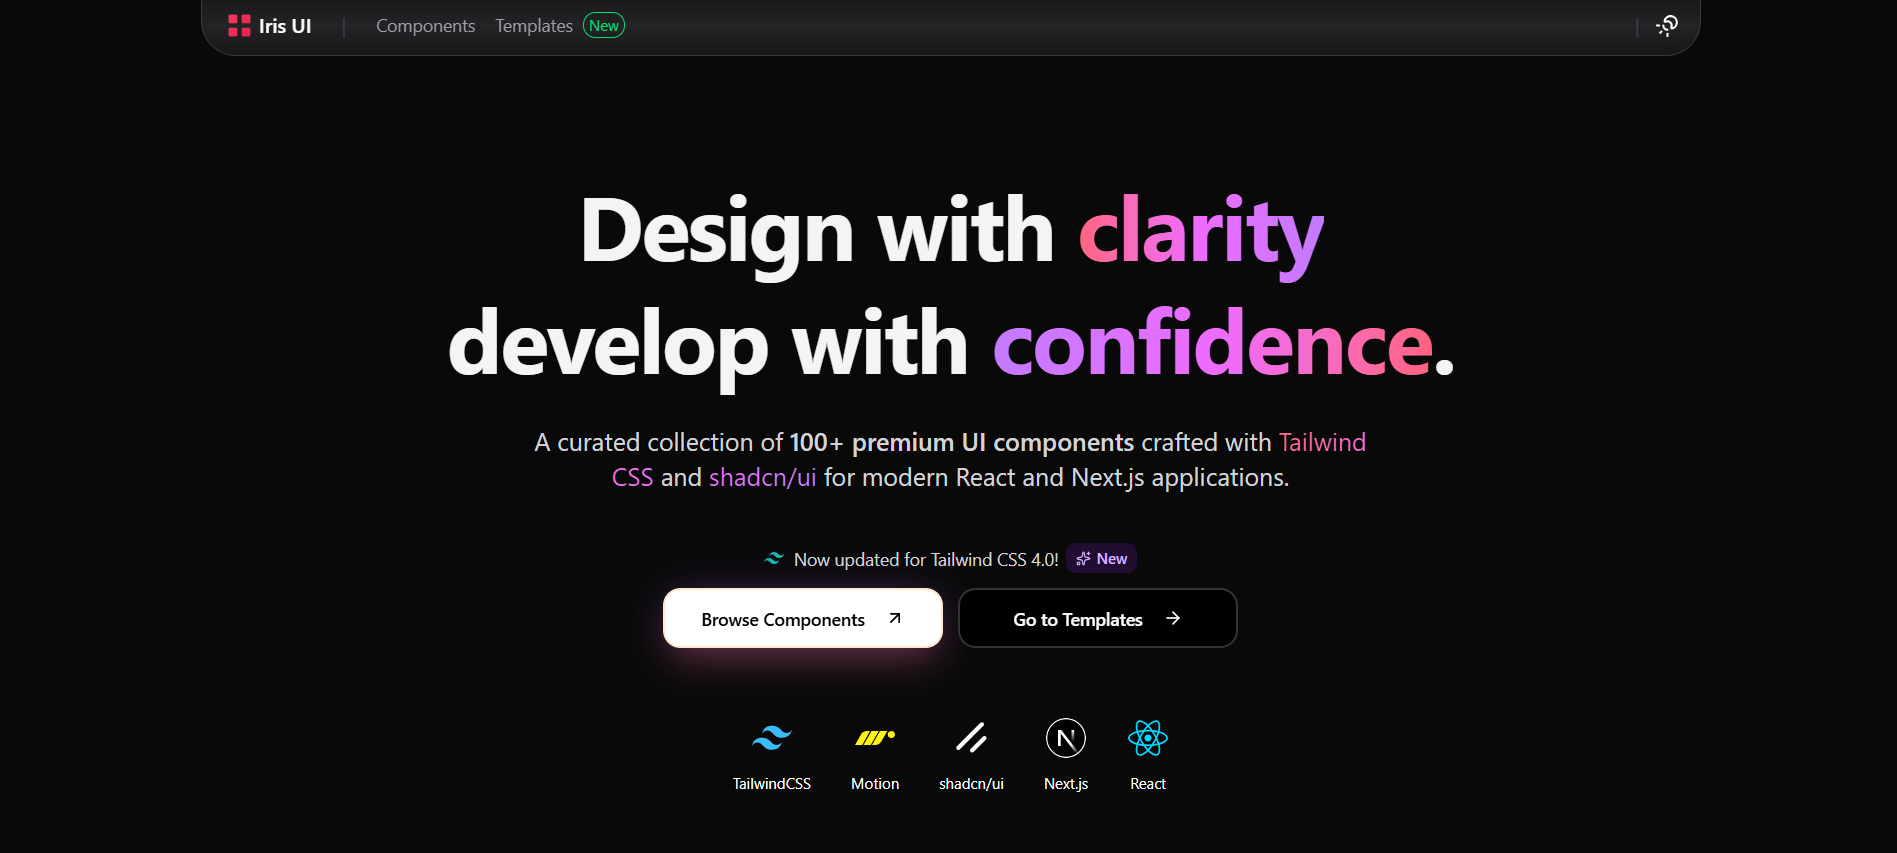 Iris UI | Components Templates New
Design with clarity
develop with confidence.
A curated collection of 100+ premium UI components crafted with Tailwind
CSS and shadcn/ui for modern React and Next.js applications.
Now updated for Tailwind CSS 4.0! New
Browse Components Go to Templates
TailwindCSS Motion shadcn/ui Next.js React